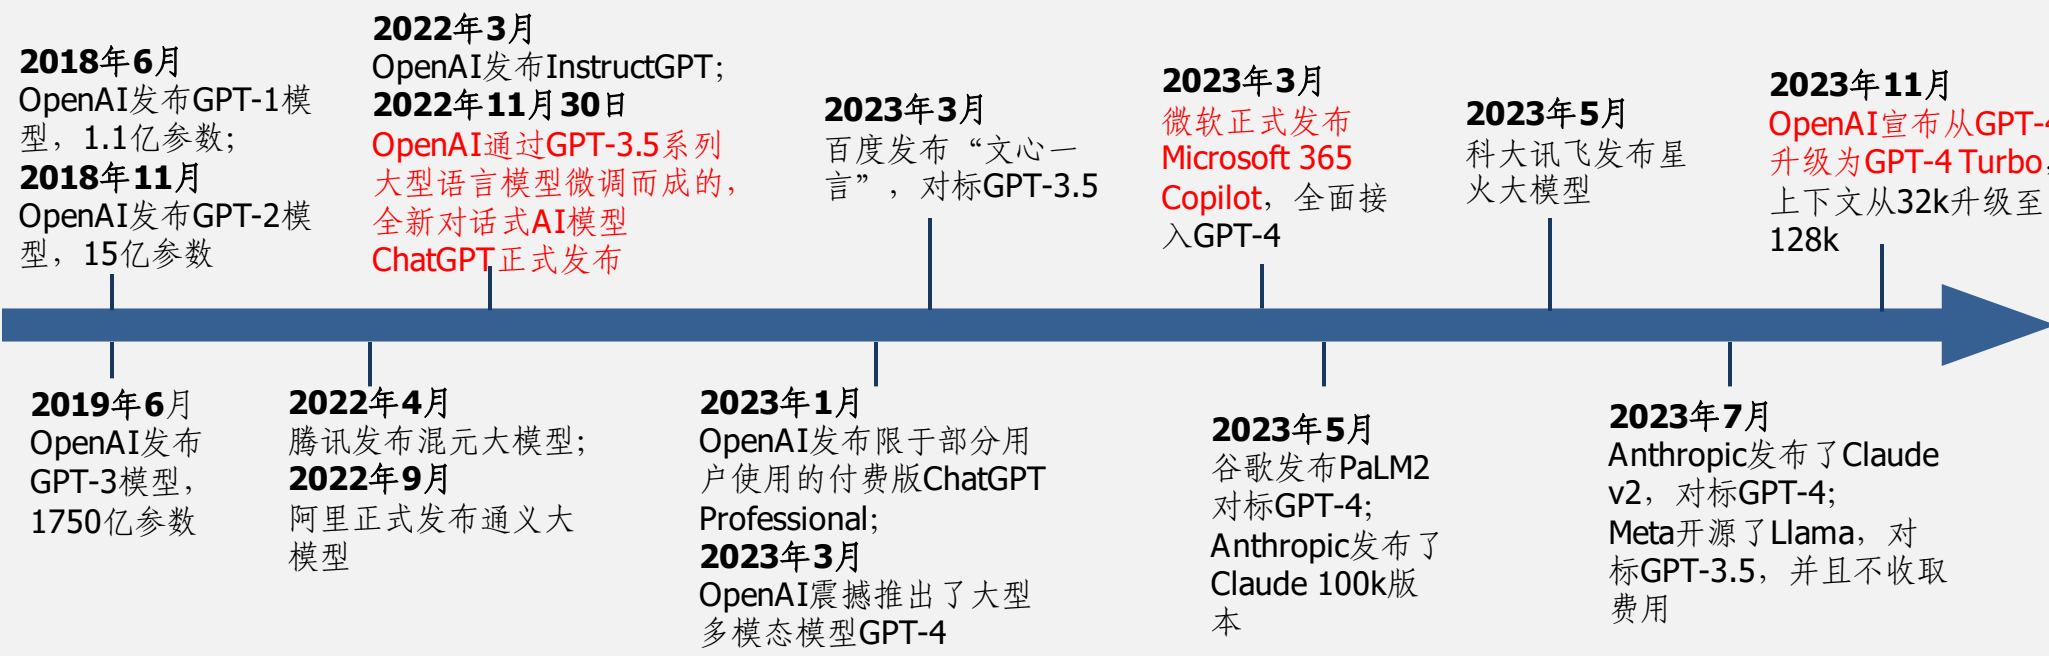 2018年6月
OpenAI发布GPT-1模
型，1.1亿参数；
2018年11月
OpenAI发布GPT-2模
型，15亿参数
2022年3月
OpenAI发布InstructGPT；
2022年11月30日
OpenAI通过GPT-3.5系列
大型语言模型微调而成的，
全新对话式AI模型
ChatGPT正式发布
2023年3月
百度发布“文心一
言”，对标GPT-3.5
2023年3月
微软正式发布
Microsoft 365
Copilot，全面接
入GPT-4
2023年5月
科大讯飞发布星
火大模型
2023年11月
OpenAI宣布从GPT-4
升级为GPT-4 Turbo，
上下文从32k升级至
128k
2019年6月
OpenAI发布
GPT-3模型，
1750亿参数
2022年4月
腾讯发布混元大模型；
2022年9月
阿里正式发布通义大
模型
2023年1月
OpenAI发布限于部分用
户使用的付费版ChatGPT
Professional；
2023年3月
OpenAI震撼推出了大型
多模态模型GPT-4
2023年5月
谷歌发布PaLM2
对标GPT-4；
Anthropic发布了
Claude 100k版
本
2023年7月
Anthropic发布了Claude
v2，对标GPT-4；
Meta开源了Llama，对
标GPT-3.5，并且不收取
费用